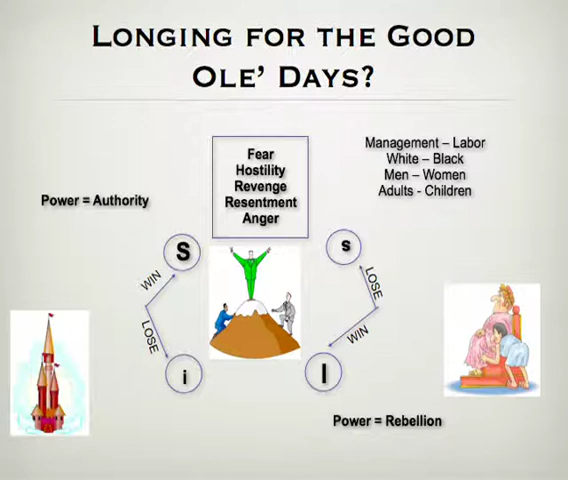 LONGING FOR THE GOOD
OLE' DAYS?
Fear
Hostility
Revenge
Resentment
Anger
Management – Labor
White – Black
Men – Women
Adults - Children
Power = Authority
S
s
WIN
LOSE
LOSE
WIN
i
I
Power = Rebellion